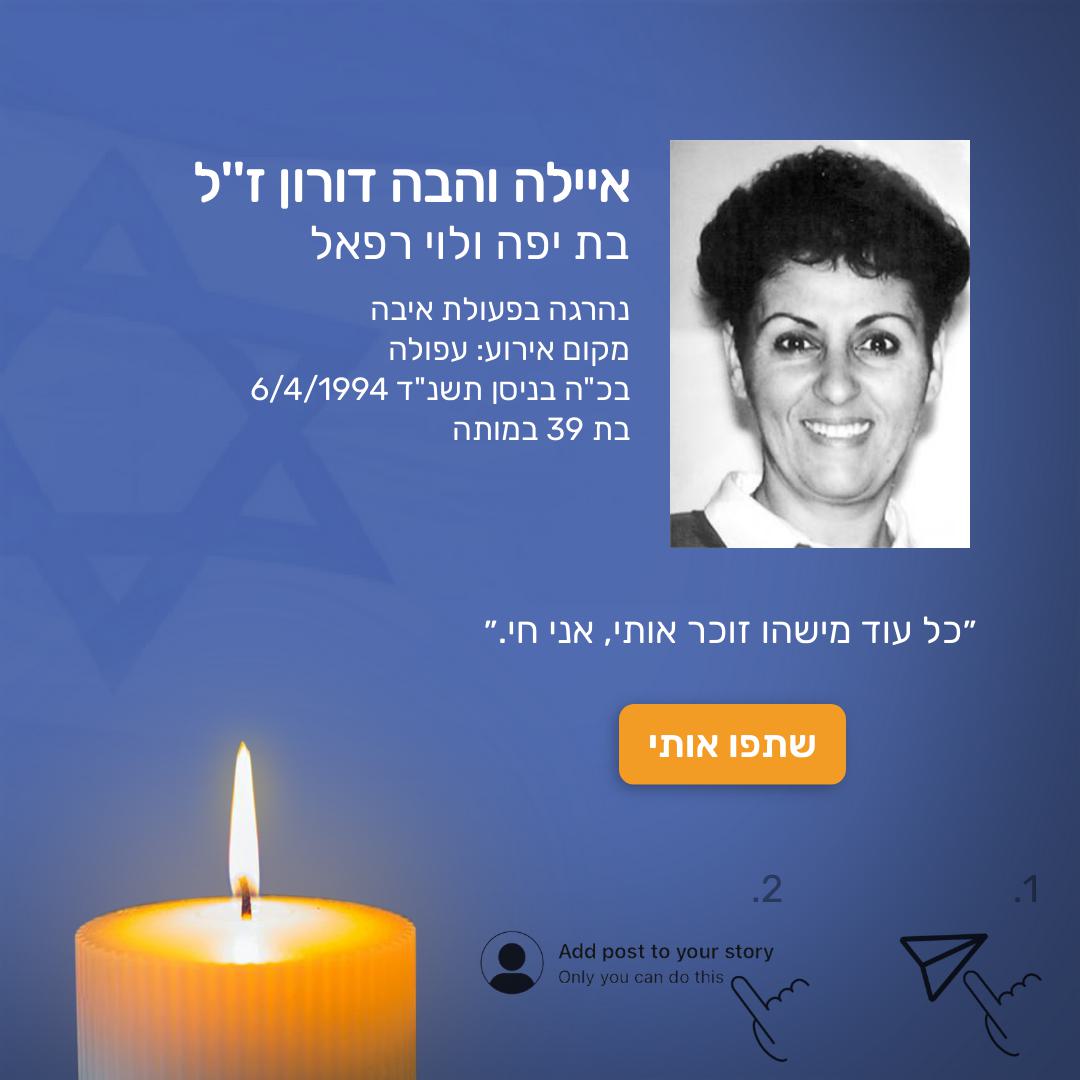 איילה והבה דורון ז"ל
בת יפה ולוי רפאל
נהרגה בפעולת איבה
מקום אירוע: עפולה
בכ"ה בניסן תשנ"ד 6/4/1994
בת 39 במותה
״כל עוד מישהו זוכר אותי, אני חי.״
שתפו אותי
1.
2.
Add post to your story
Only you can do this